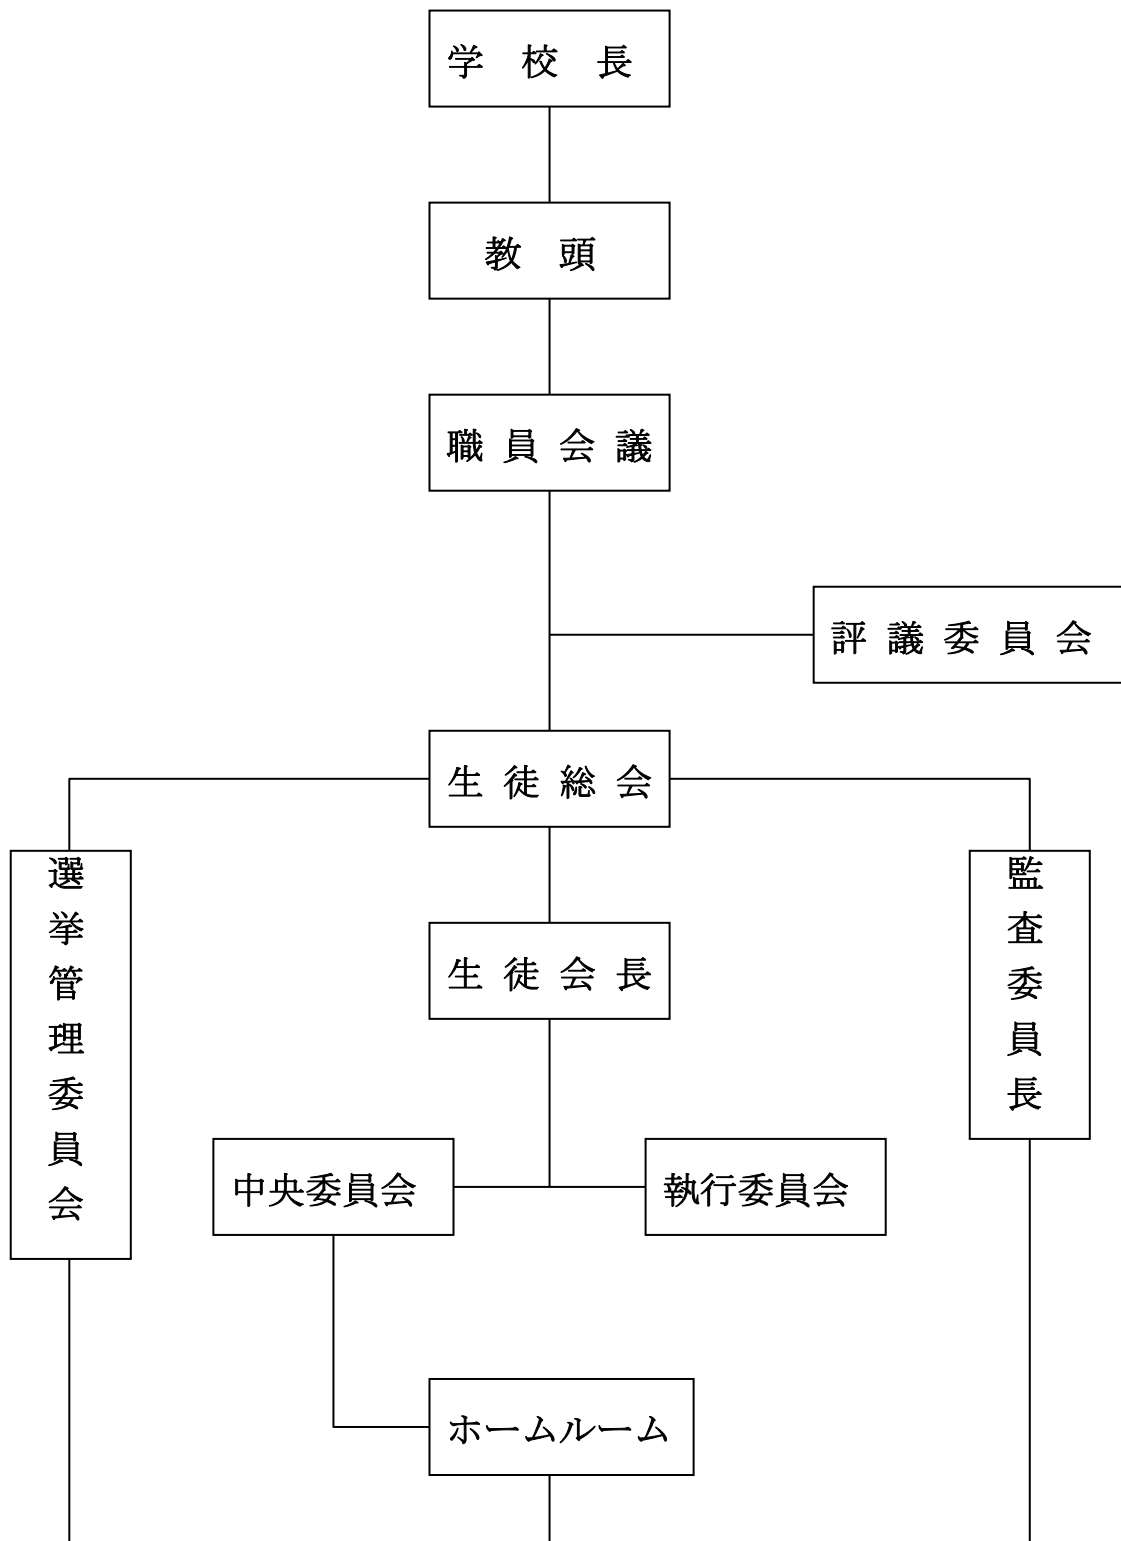 学　校　長
教　頭
職 員 会 議
評 議 委 員 会
生 徒 総 会
選挙管理委員会
生 徒 会 長
監査委員長
中央委員会
執行委員会
ホームルーム